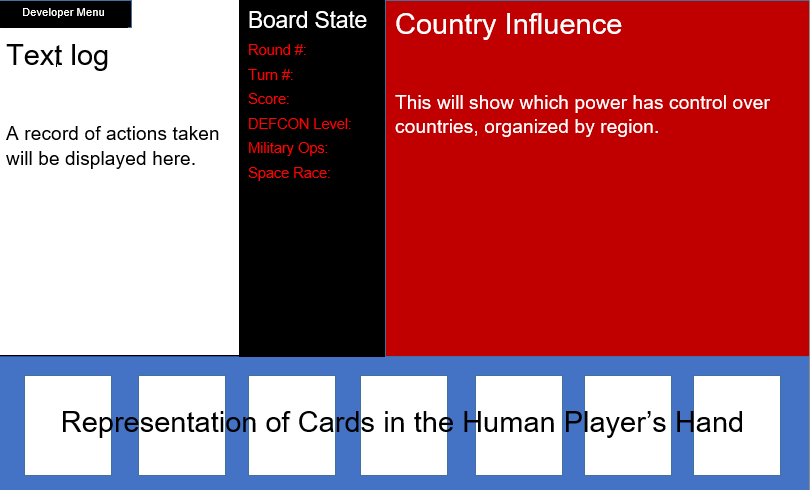 Developer Menu
Text log
A record of actions taken
will be displayed here.
Board State
Round #:
Turn #:
Score:
DEFCON Level:
Military Ops:
Space Race:
Country Influence
This will show which power has control over
countries, organized by region.
Representation of Cards in the Human Player’s Hand